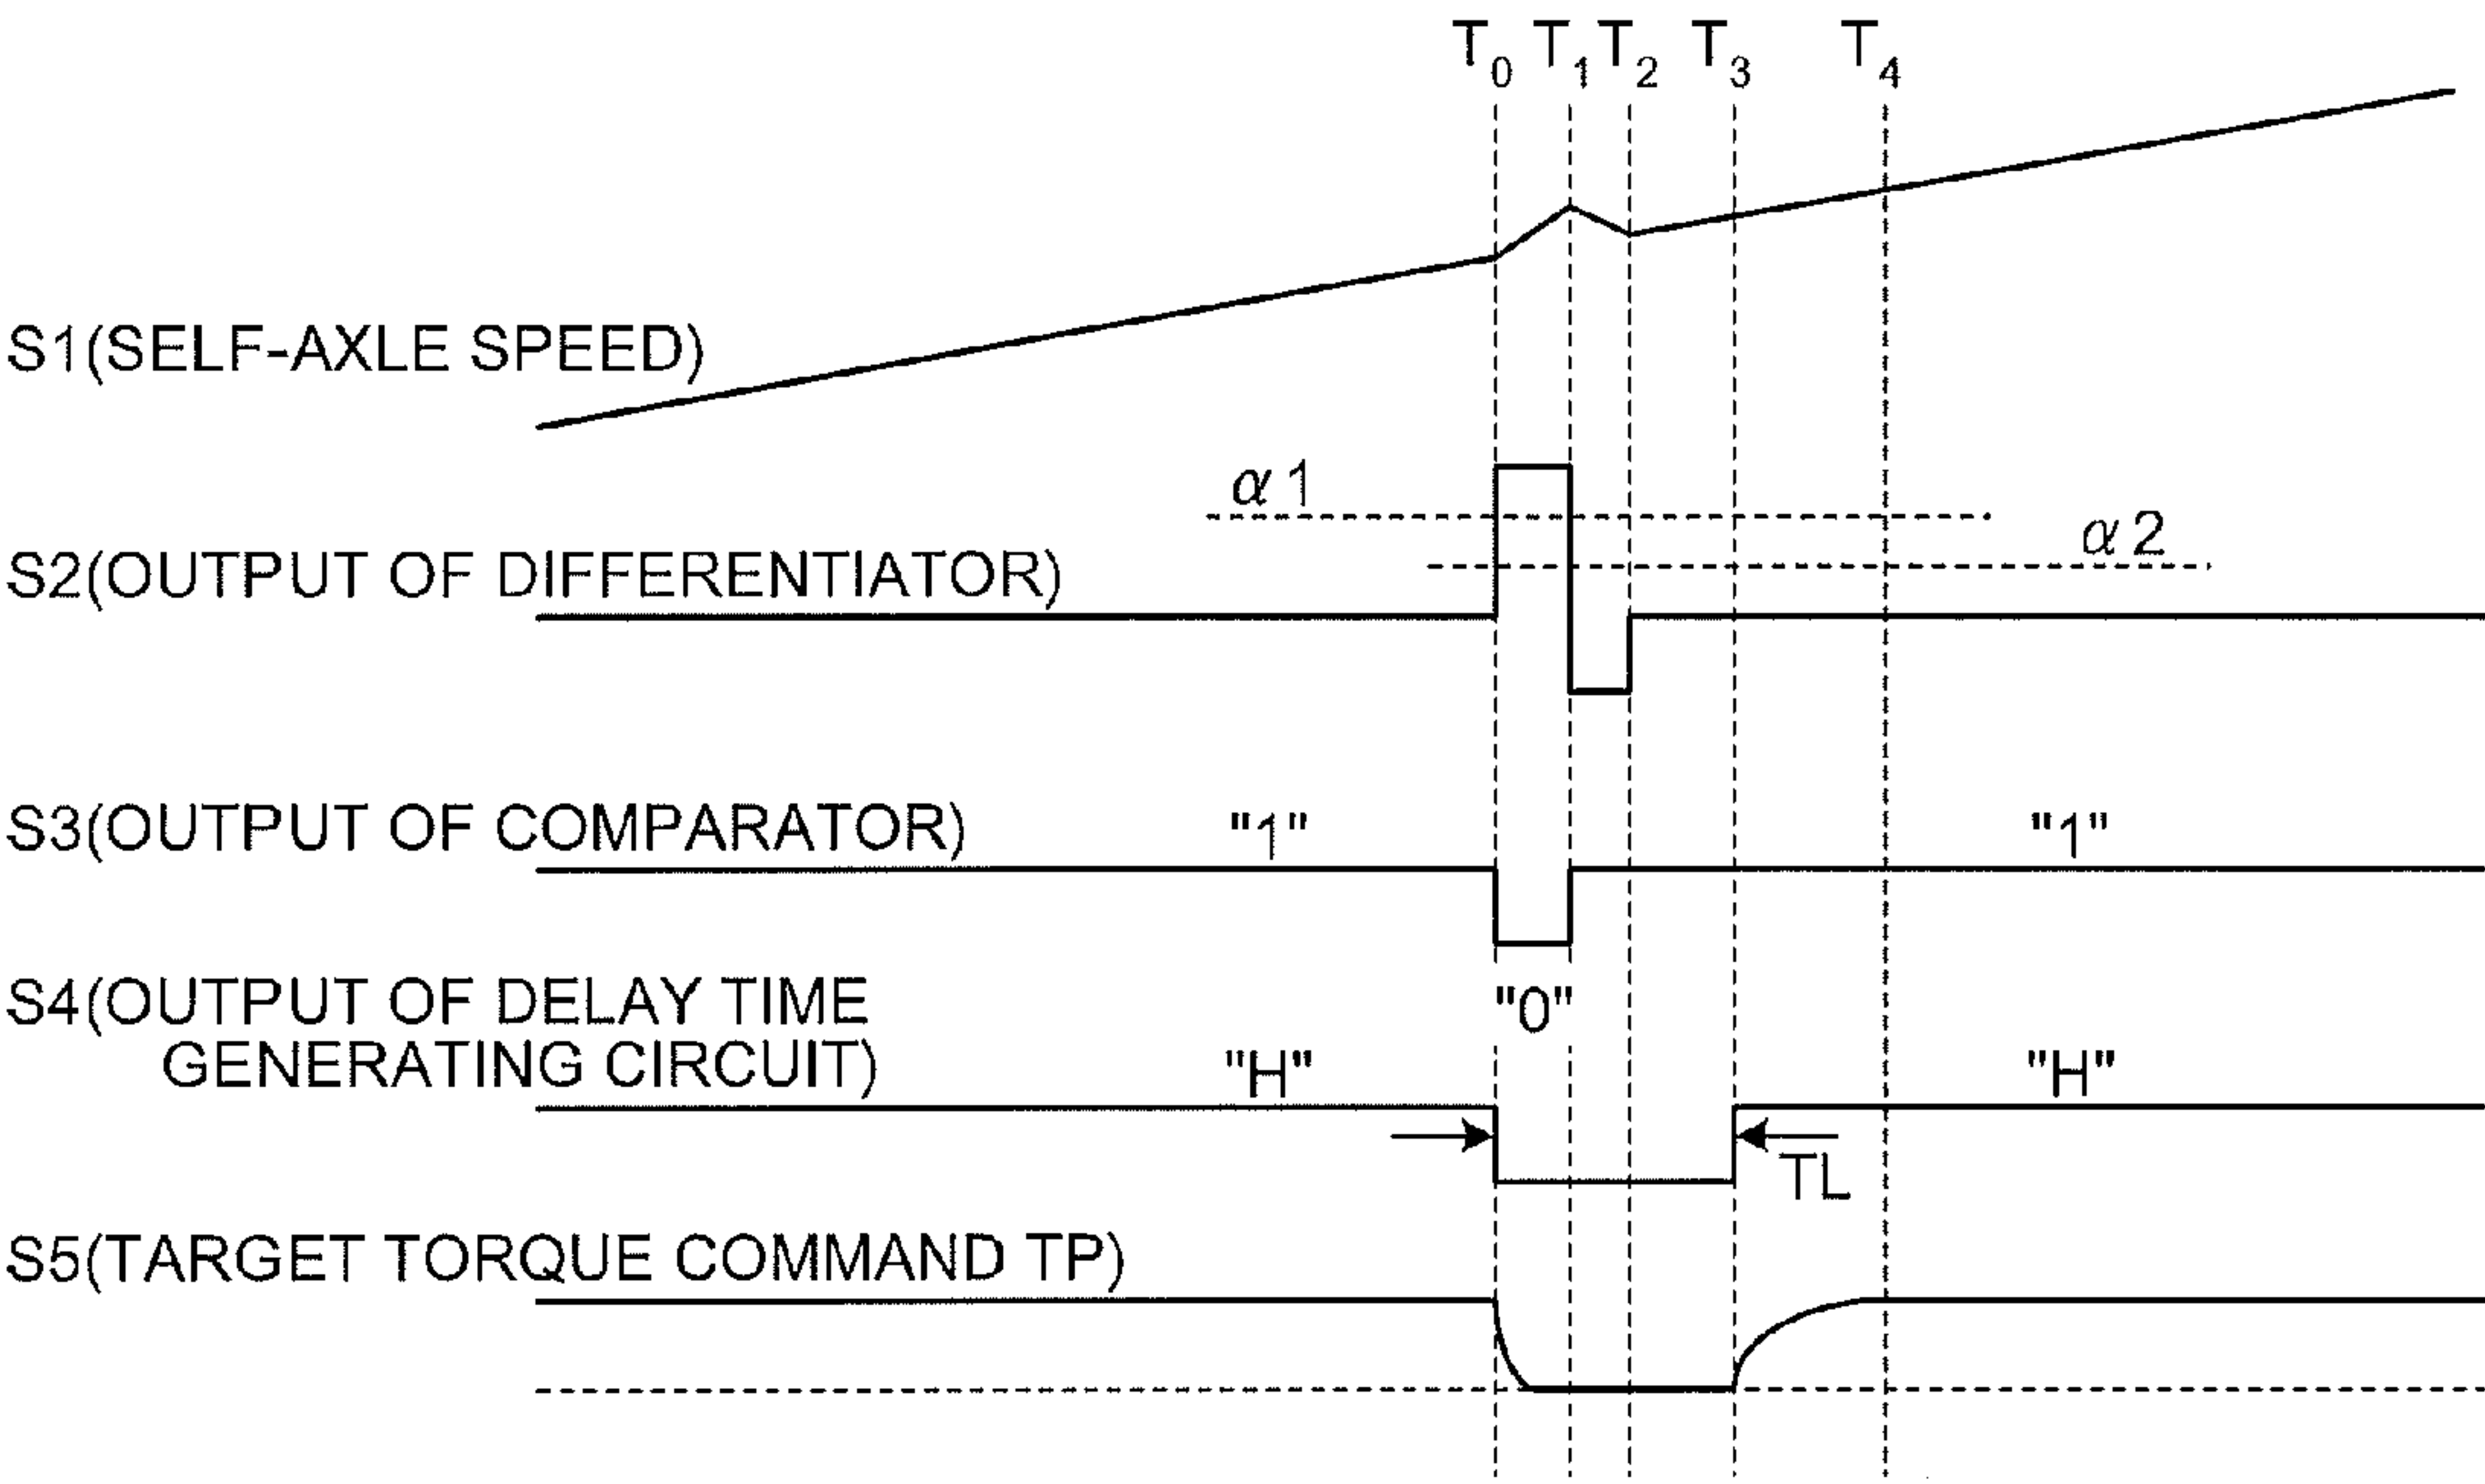 T0 T1 T2 T3 T4
S1(SELF-AXLE SPEED)
α1
α2
S2(OUTPUT OF DIFFERENTIATOR)
S3(OUTPUT OF COMPARATOR) "1" "1"
"0"
S4(OUTPUT OF DELAY TIME
GENERATING CIRCUIT) "H" "H"
TL
S5(TARGET TORQUE COMMAND TP)